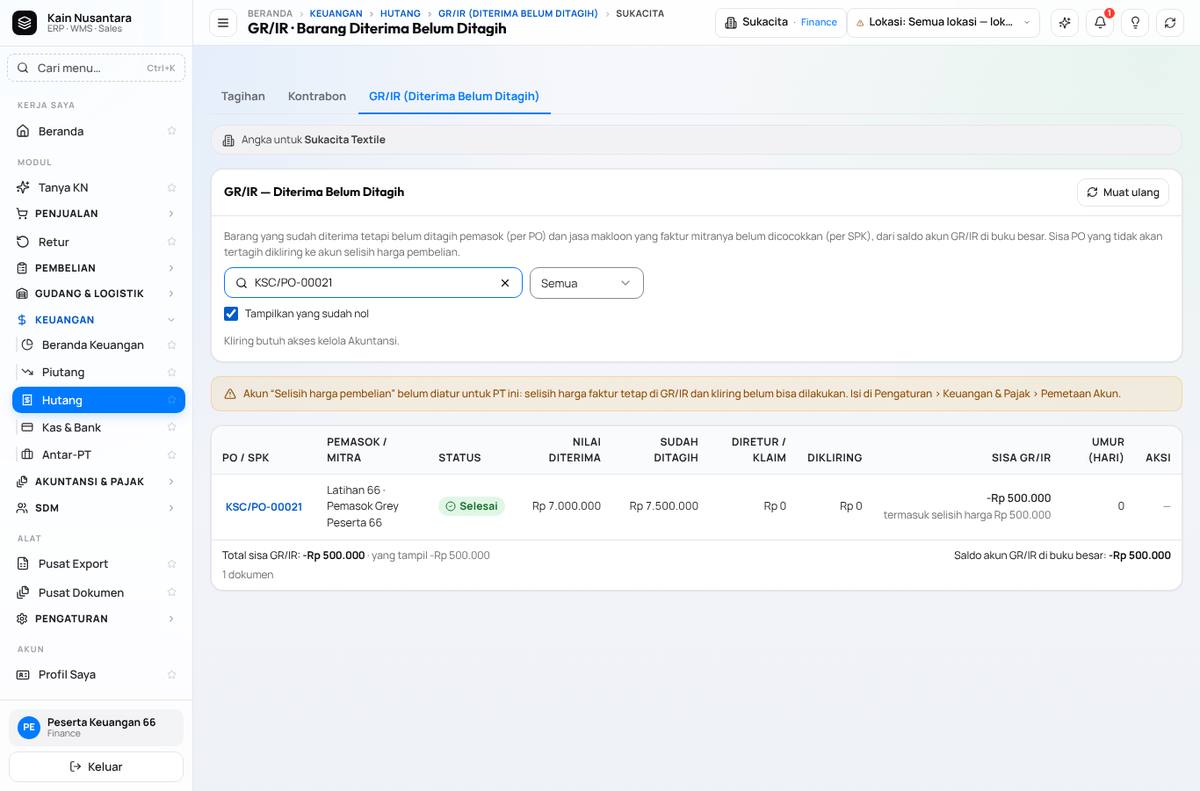 Kain Nusantara
ERP · WMS · Sales
Cari menu...
Ctrl+K
KERJA SAYA
Beranda
MODUL
Tanya KN
PENJUALAN
Retur
PEMBELIAN
GUDANG & LOGISTIK
KEUANGAN
Beranda Keuangan
Piutang
Hutang
Kas & Bank
Antar-PT
AKUNTANSI & PAJAK
SDM
ALAT
Pusat Export
Pusat Dokumen
PENGATURAN
AKUN
Profil Saya
PE
Peserta Keuangan 66
Finance
Keluar
BERANDA › KEUANGAN › HUTANG › GR/IR (DITERIMA BELUM DITAGIH) › SUKACITA
GR/IR · Barang Diterima Belum Ditagih
Sukacita · Finance
Lokasi: Semua lokasi — lok...
1
Tagihan
Kontrabon
GR/IR (Diterima Belum Ditagih)
Angka untuk Sukacita Textile
GR/IR — Diterima Belum Ditagih
Muat ulang
Barang yang sudah diterima tetapi belum ditagih pemasok (per PO) dan jasa makloon yang faktur mitranya belum dicocokkan (per SPK), dari saldo akun GR/IR di buku besar. Sisa PO yang tidak akan
tertagih dikliring ke akun selisih harga pembelian.
KSC/PO-00021
Semua
Tampilkan yang sudah nol
Kliring butuh akses kelola Akuntansi.
Akun “Selisih harga pembelian” belum diatur untuk PT ini: selisih harga faktur tetap di GR/IR dan kliring belum bisa dilakukan. Isi di Pengaturan › Keuangan & Pajak › Pemetaan Akun.
PO / SPK
PEMASOK /
MITRA
STATUS
NILAI
DITERIMA
SUDAH
DITAGIH
DIRETUR /
KLAIM
DIKLIRING
SISA GR/IR
UMUR
(HARI)
AKSI
KSC/PO-00021
Latihan 66 ·
Pemasok Grey
Peserta 66
Selesai
Rp 7.000.000
Rp 7.500.000
Rp 0
Rp 0
-Rp 500.000
termasuk selisih harga Rp 500.000
0
—
Total sisa GR/IR: -Rp 500.000 · yang tampil -Rp 500.000
Saldo akun GR/IR di buku besar: -Rp 500.000
1 dokumen